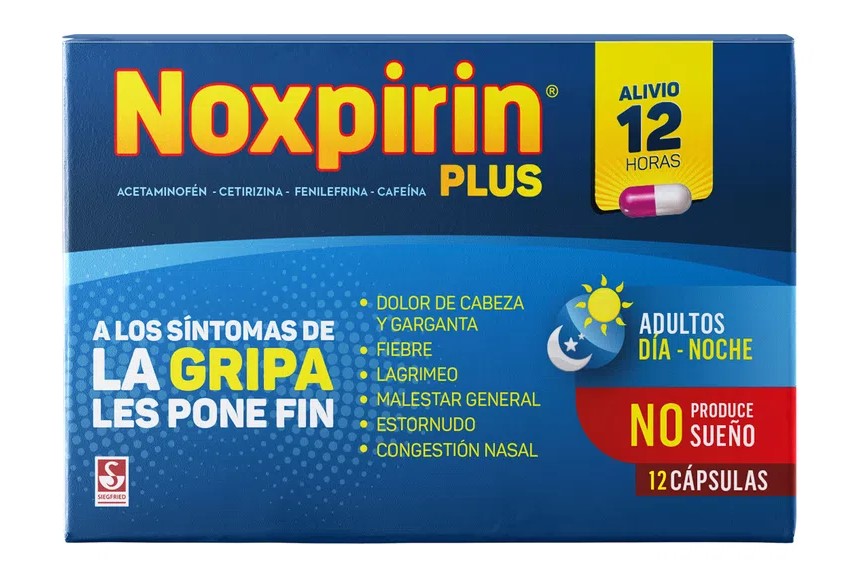 Noxpirin®
PLUS
ACETAMINOFÉN - CETIRIZINA - FENILEFRINA - CAFEÍNA
ALIVIO
12
HORAS
A LOS SÍNTOMAS DE
LA GRIPA
LES PONE FIN
• DOLOR DE CABEZA
Y GARGANTA
• FIEBRE
• LAGRIMEO
• MALESTAR GENERAL
• ESTORNUDO
• CONGESTIÓN NASAL
ADULTOS
DÍA - NOCHE
NO PRODUCE
SUEÑO
12 CÁPSULAS
SIEGFRIED